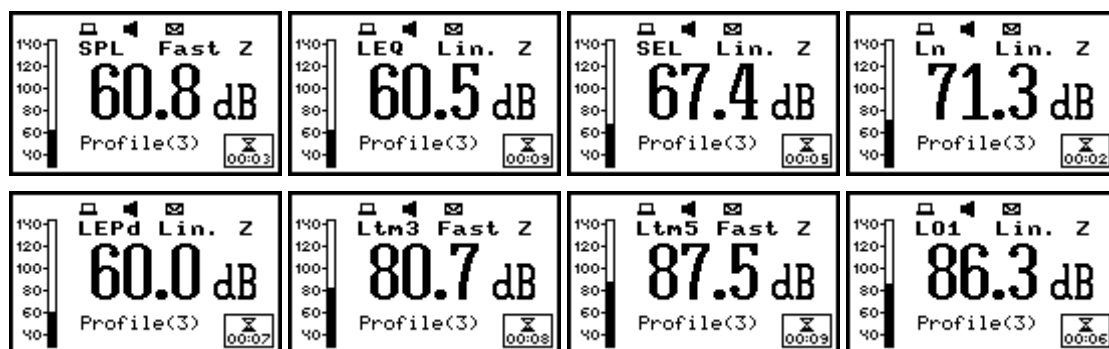 SPL Fast Z
140
120
100
80
60
40
60.8 dB
Profile(3)
00:03
LEQ Lin. Z
140
120
100
80
60
40
60.5 dB
Profile(3)
00:09
SEL Lin. Z
140
120
100
80
60
40
67.4 dB
Profile(3)
00:05
Ln Lin. Z
140
120
100
80
60
40
71.3 dB
Profile(3)
00:02
LEPd Lin. Z
140
120
100
80
60
40
60.0 dB
Profile(3)
00:07
Ltm3 Fast Z
140
120
100
80
60
40
80.7 dB
Profile(3)
00:08
Ltm5 Fast Z
140
120
100
80
60
40
87.5 dB
Profile(3)
00:09
L01 Lin. Z
140
120
100
80
60
40
86.3 dB
Profile(3)
00:06